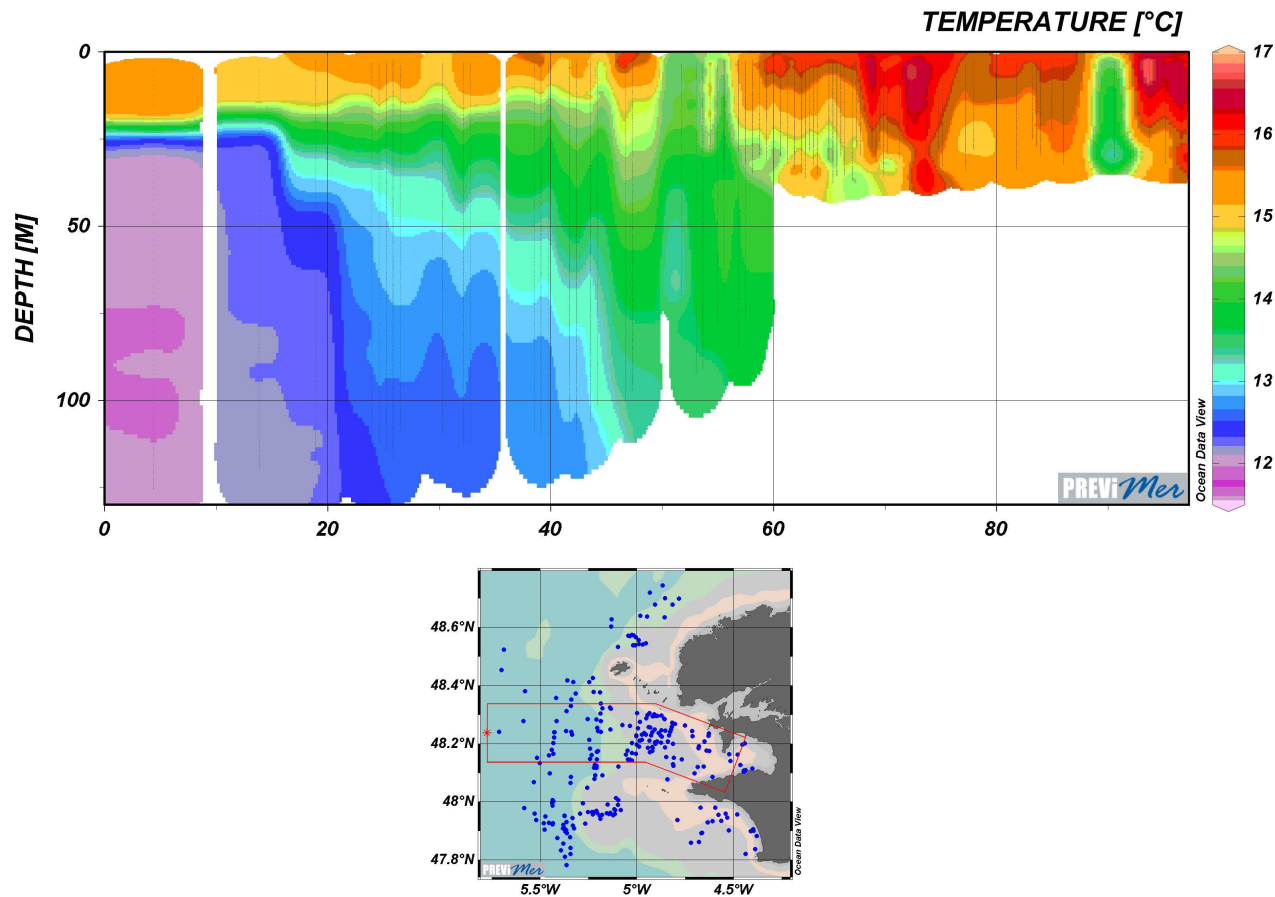 TEMPERATURE [°C]
0
50
100
DEPTH [M]
0
20
40
60
80
17
16
15
14
13
12
Ocean Data View
PREViMer
48.6°N
48.4°N
48.2°N
48°N
47.8°N
5.5°W
5°W
4.5°W
Ocean Data View
PREViMer